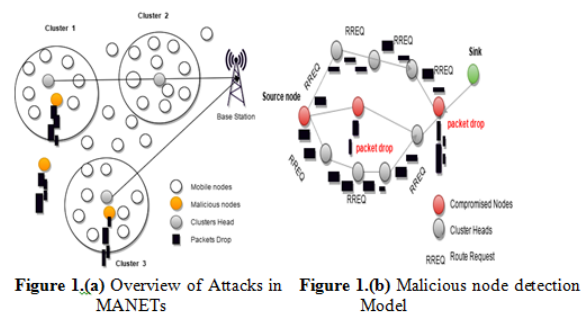 Cluster 1
Cluster 2
Base Station
Mobile nodes
Malicious nodes
Clusters Head
Packets Drop
Cluster 3
RREQ
RREQ
RREQ
RREQ
Sink
Source node
packet drop
packet drop
RREQ
RREQ
RREQ
Compromised Nodes
Cluster Heads
RREQ Route Request
Figure 1.(a) Overview of Attacks in
MANETs
Figure 1.(b) Malicious node detection
Model